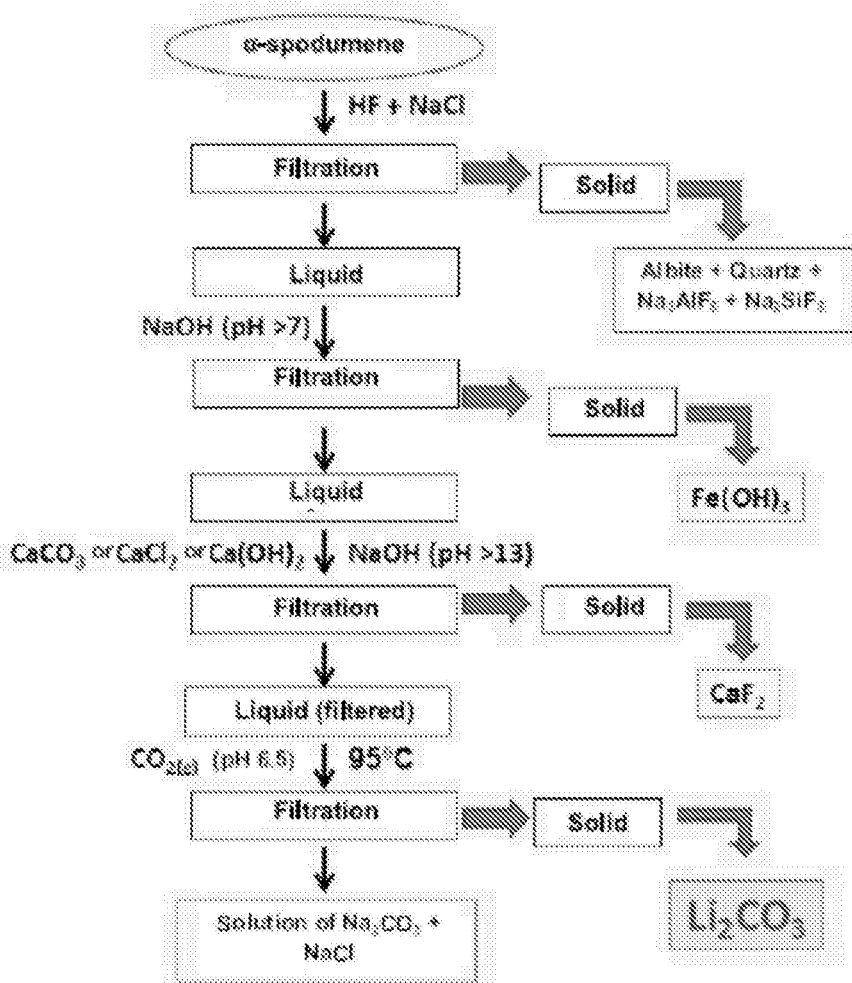 α-spodumene
HF + NaCl
Filtration
Solid
Albite + Quartz +
Na₃AlF₆ + Na₂SiF₆
Liquid
NaOH (pH >7)
Filtration
Solid
Fe(OH)₃
Liquid
CaCO₃ or CaCl₂ or Ca(OH)₂ NaOH (pH >13)
Filtration
Solid
CaF₂
Liquid (filtered)
(pH 6.5) 95°C
Filtration
Solid
Li₂CO₃
Solution of Na₂CO₃ +
NaCl